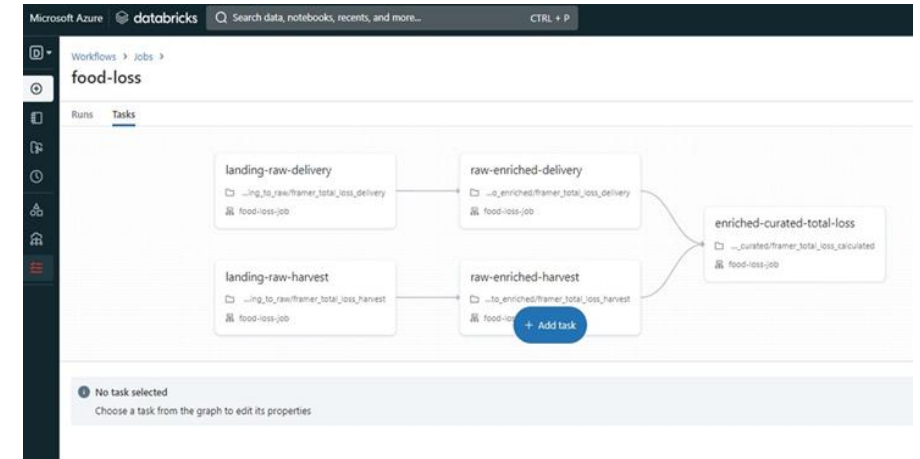 Microsoft Azure databricks Search data, notebooks, recents, and more... CTRL + P
D
Workflows > Jobs >
food-loss
Runs Tasks
landing-raw-delivery
...ing_to_raw/framer_total_loss_delivery
food-loss-job
raw-enriched-delivery
...o_enriched/framer_total_loss_delivery
food-loss-job
enriched-curated-total-loss
..._curated/framer_total_loss_calculated
food-loss-job
landing-raw-harvest
...ing_to_raw/framer_total_loss_harvest
food-loss-job
raw-enriched-harvest
...to_enriched/framer_total_loss_harvest
food-los
+ Add task
No task selected
Choose a task from the graph to edit its properties